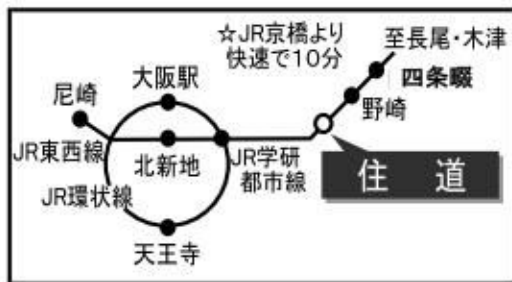 ☆JR京橋より
快速で10分
至長尾・木津
四条畷
野崎
大阪駅
尼崎
JR東西線
北新地
JR学研
都市線
住道
JR環状線
天王寺